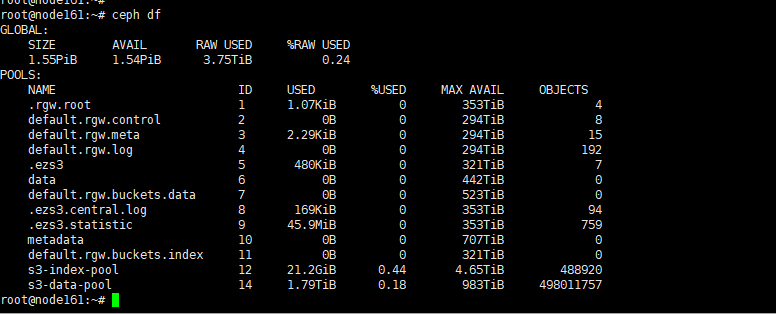 root@node161:~#
root@node161:~# ceph df
GLOBAL:
    SIZE        AVAIL       RAW USED     %RAW USED
    1.55PiB     1.54PiB      3.75TiB          0.24
POOLS:
    NAME                          ID     USED        %USED     MAX AVAIL     OBJECTS
    .rgw.root                     1      1.07KiB         0        353TiB             4
    default.rgw.control           2           0B         0        294TiB             8
    default.rgw.meta              3      2.29KiB         0        294TiB            15
    default.rgw.log               4           0B         0        294TiB           192
    .ezs3                         5       480KiB         0        321TiB             7
    data                          6           0B         0        442TiB             0
    default.rgw.buckets.data      7           0B         0        523TiB             0
    .ezs3.central.log             8       169KiB         0        353TiB            94
    .ezs3.statistic               9      45.9MiB         0        353TiB           759
    metadata                      10          0B         0        707TiB             0
    default.rgw.buckets.index     11          0B         0        321TiB             0
    s3-index-pool                 12     21.2GiB      0.44       4.65TiB        488920
    s3-data-pool                  14     1.79TiB      0.18        983TiB     498011757
root@node161:~#